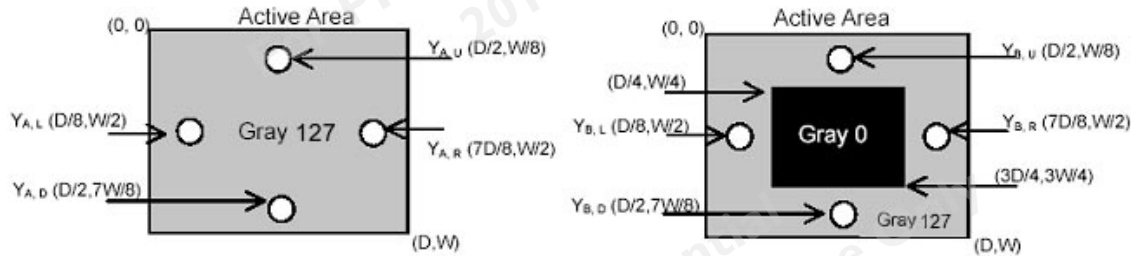 Active Area
(0, 0)
Y_A, U (D/2,W/8)
Y_A, L (D/8,W/2)
Gray 127
Y_A, R (7D/8,W/2)
Y_A, D (D/2,7W/8)
(D,W)
Active Area
(0, 0)
Y_B, U (D/2,W/8)
(D/4,W/4)
Y_B, L (D/8,W/2)
Gray 0
Y_B, R (7D/8,W/2)
(3D/4,3W/4)
Y_B, D (D/2,7W/8)
Gray 127
(D,W)